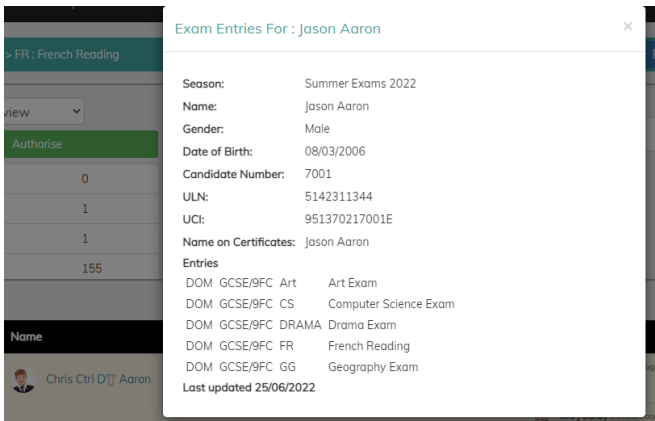 Exam Entries For : Jason Aaron ×
> FR : French Reading
Season: Summer Exams 2022
Name: Jason Aaron
view
Gender: Male
Authorise
Date of Birth: 08/03/2006
Candidate Number: 7001
0
ULN: 5142311344
1
UCI: 951370217001E
1
Name on Certificates: Jason Aaron
155
Entries
DOM GCSE/9FC Art Art Exam
DOM GCSE/9FC CS Computer Science Exam
DOM GCSE/9FC DRAMA Drama Exam
Name
DOM GCSE/9FC FR French Reading
DOM GCSE/9FC GG Geography Exam
Chris Ctrl D'▯' Aaron
Last updated 25/06/2022